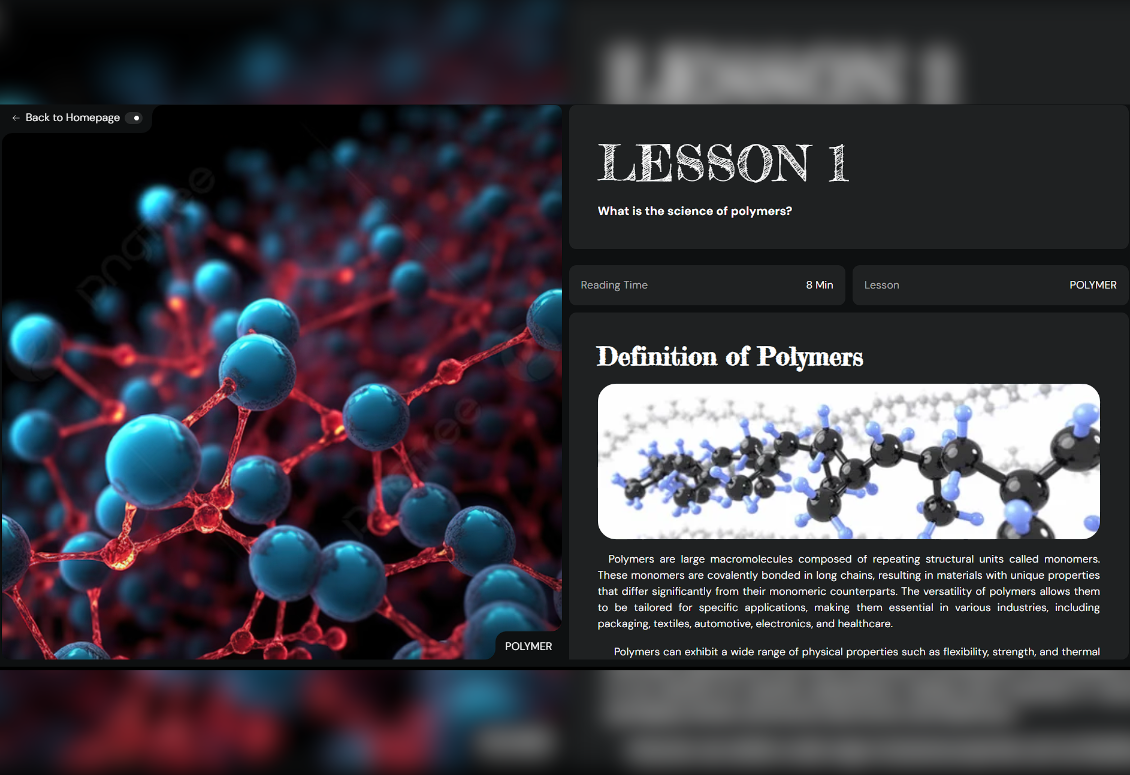 ← Back to Homepage
LESSON 1
What is the science of polymers?
Reading Time 8 Min
Lesson POLYMER
Definition of Polymers
Polymers are large macromolecules composed of repeating structural units called monomers.
These monomers are covalently bonded in long chains, resulting in materials with unique properties
that differ significantly from their monomeric counterparts. The versatility of polymers allows them
to be tailored for specific applications, making them essential in various industries, including
packaging, textiles, automotive, electronics, and healthcare.
Polymers can exhibit a wide range of physical properties such as flexibility, strength, and thermal
POLYMER